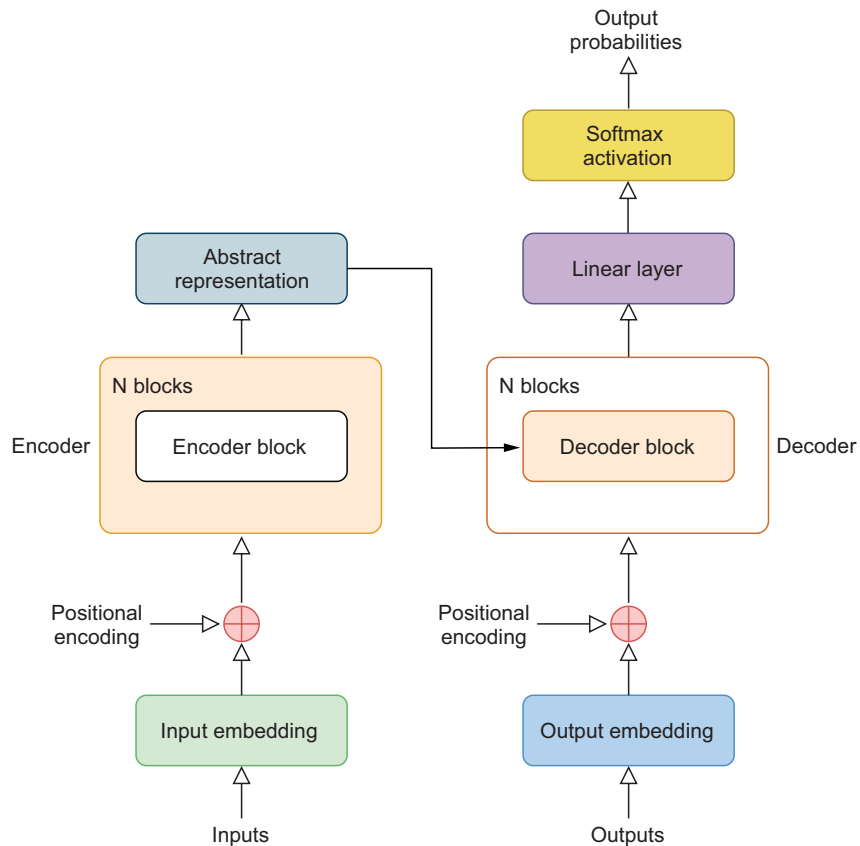 Output
probabilities
Softmax
activation
Abstract
representation
Linear layer
N blocks
N blocks
Encoder
Encoder block
Decoder block
Decoder
Positional
encoding
Positional
encoding
Input embedding
Output embedding
Inputs
Outputs